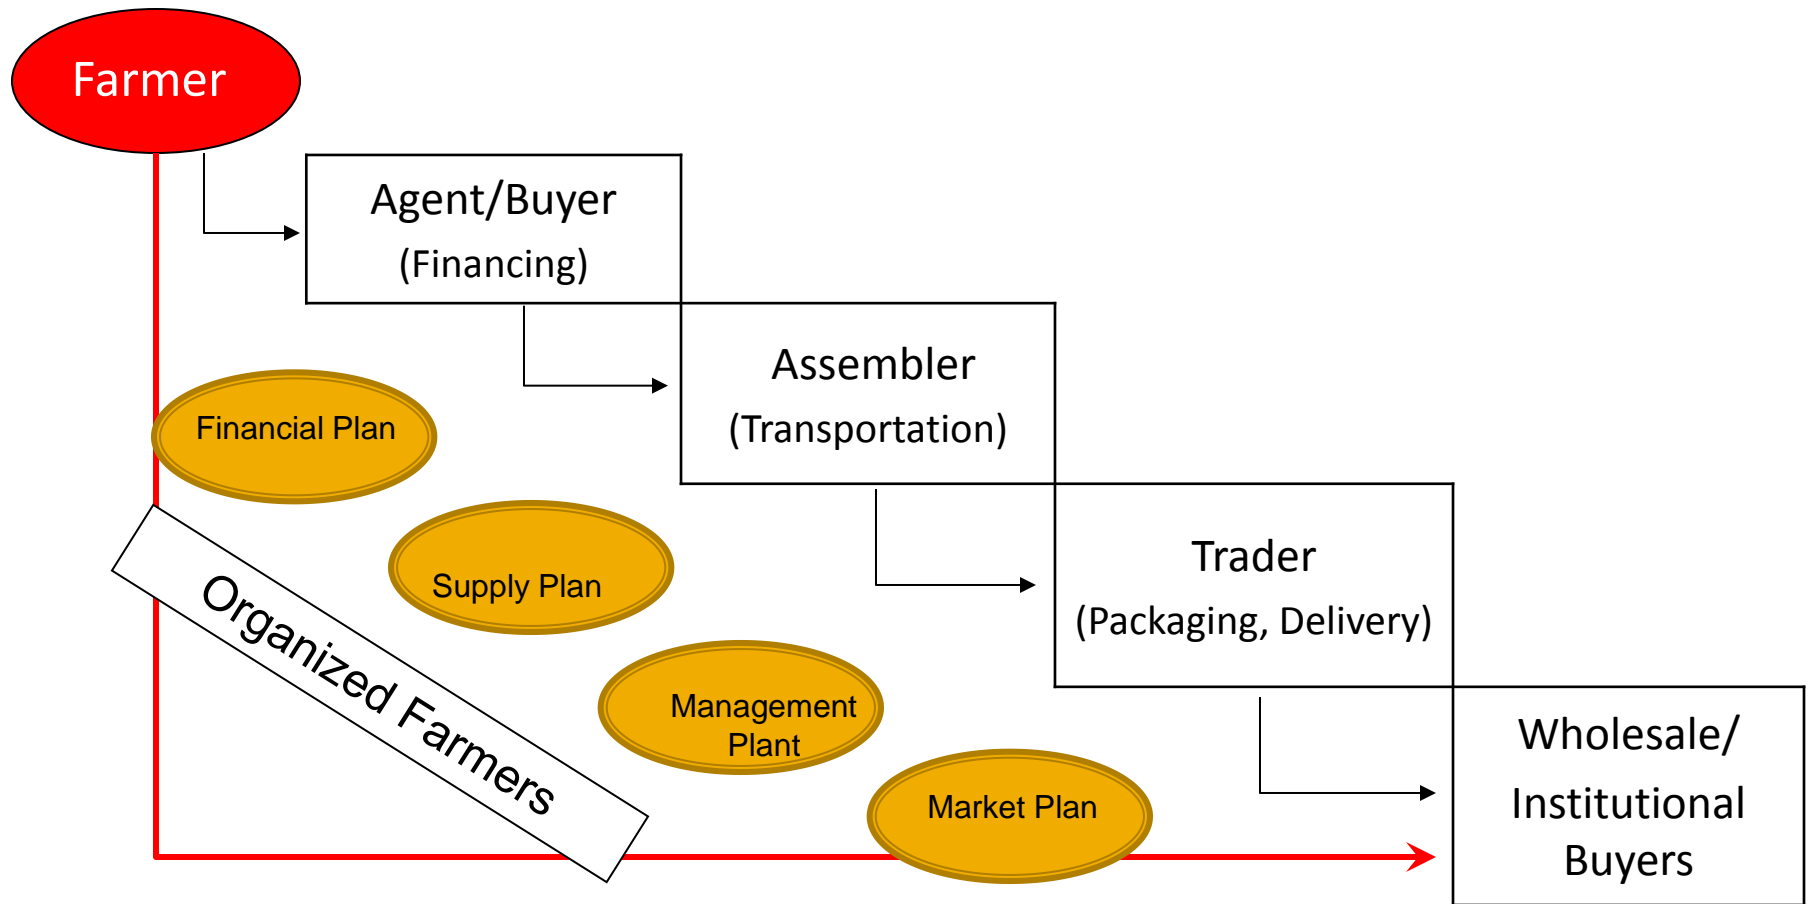 Farmer
Agent/Buyer
(Financing)
Assembler
(Transportation)
Financial Plan
Trader
(Packaging, Delivery)
Supply Plan
Organized Farmers
Management
Plant
Wholesale/
Institutional
Buyers
Market Plan